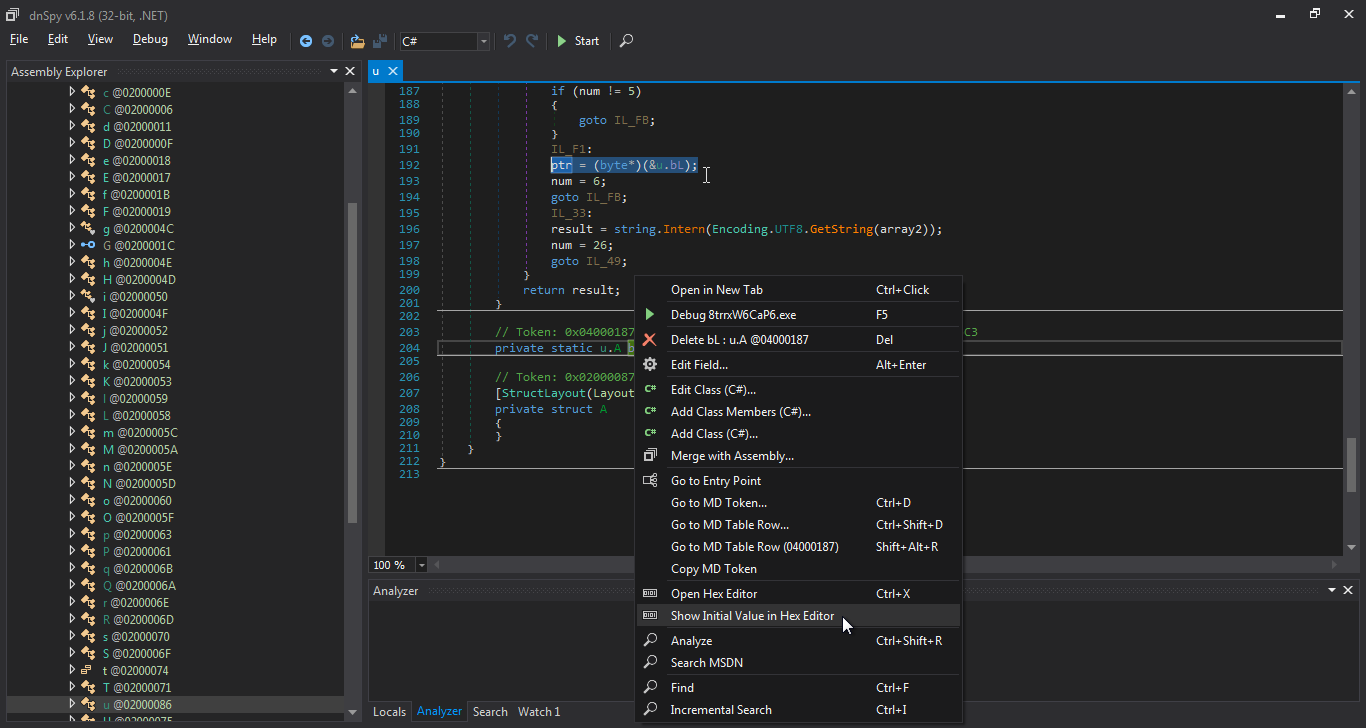 dnSpy v6.1.8 (32-bit, .NET)
File Edit View Debug Window Help C# Start
Assembly Explorer
c @0200000E
C @02000006
d @02000011
D @0200000F
e @02000018
E @02000017
f @0200001B
F @02000019
g @0200004C
G @0200001C
h @0200004E
H @0200004D
i @02000050
I @0200004F
j @02000052
J @02000051
k @02000054
K @02000053
l @02000059
L @02000058
m @0200005C
M @0200005A
n @0200005E
N @0200005D
o @02000060
O @0200005F
p @02000063
P @02000061
q @0200006B
Q @0200006A
r @0200006E
R @0200006D
s @02000070
S @0200006F
t @02000074
T @02000071
u @02000086
U @02000075
u
187 if (num != 5)
188 {
189 goto IL_FB;
190 }
191 IL_F1:
192 ptr = (byte*)(&u.bL);
193 num = 6;
194 goto IL_FB;
195 IL_33:
196 result = string.Intern(Encoding.UTF8.GetString(array2));
197 num = 26;
198 goto IL_49;
199 }
200 return result;
201 }
202
203 // Token: 0x04000187 C3
204 private static u.A b
205
206 // Token: 0x02000087
207 [StructLayout(Layout
208 private struct A
209 {
210 }
211 }
212 }
213
100 %
Open in New Tab Ctrl+Click
Debug 8trrxW6CaP6.exe F5
Delete bL : u.A @04000187 Del
Edit Field... Alt+Enter
C# Edit Class (C#)...
C# Add Class Members (C#)...
C# Add Class (C#)...
Merge with Assembly...
Go to Entry Point
Go to MD Token... Ctrl+D
Go to MD Table Row... Ctrl+Shift+D
Go to MD Table Row (04000187) Shift+Alt+R
Copy MD Token
Open Hex Editor Ctrl+X
Show Initial Value in Hex Editor
Analyze Ctrl+Shift+R
Search MSDN
Find Ctrl+F
Incremental Search Ctrl+I
Analyzer
Locals Analyzer Search Watch 1